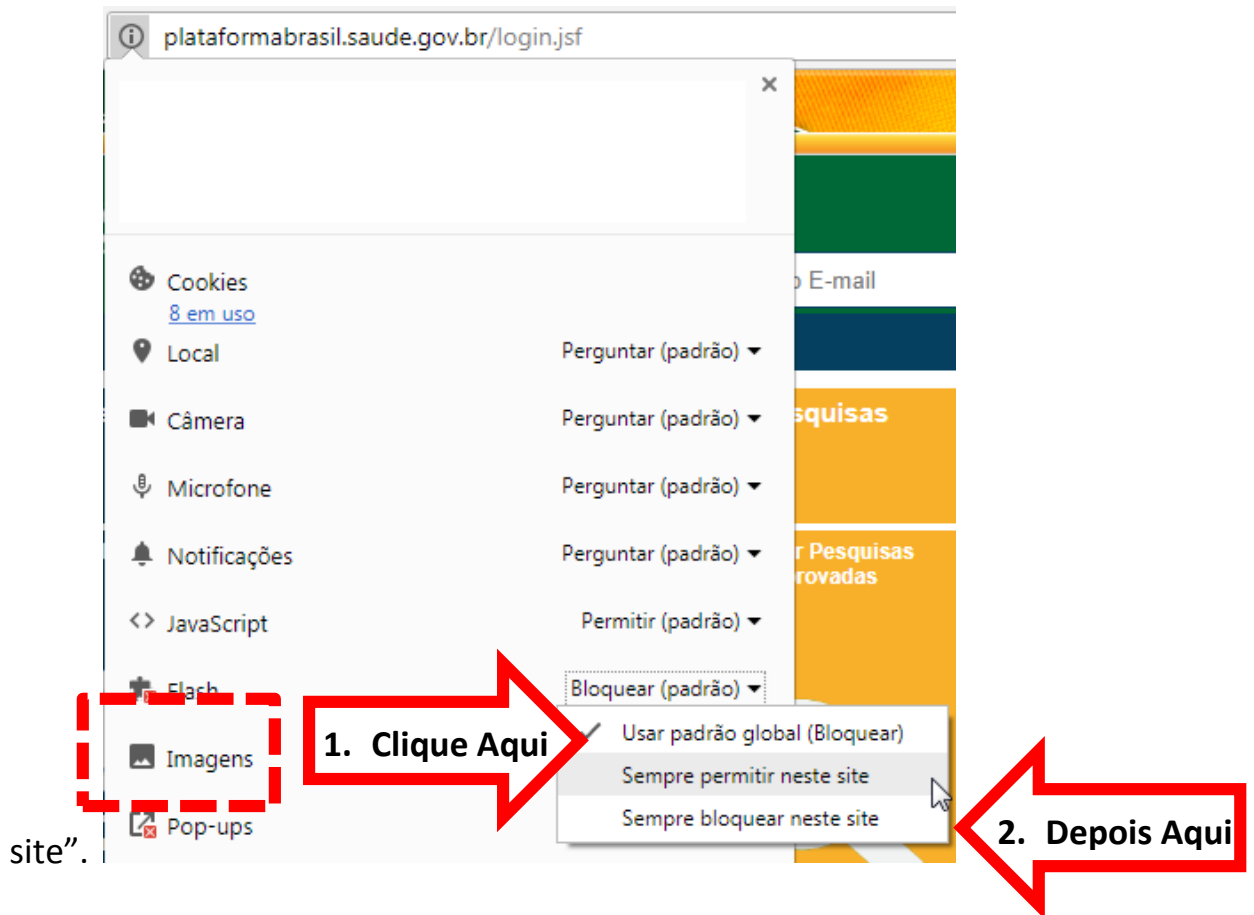 plataformabrasil.saude.gov.br/login.jsf
Cookies
8 em uso
E-mail
Local Perguntar (padrão)
Câmera Perguntar (padrão)
squisas
Microfone Perguntar (padrão)
Notificações Perguntar (padrão)
r Pesquisas
rovadas
JavaScript Permitir (padrão)
Flash Bloquear (padrão)
1. Clique Aqui
Usar padrão global (Bloquear)
Imagens
Sempre permitir neste site
Pop-ups
Sempre bloquear neste site
2. Depois Aqui
site”.